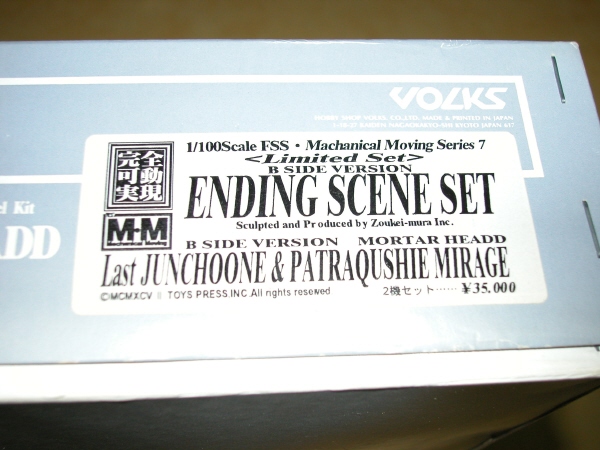 VOLKS
HOBBY SHOP VOLKS CO.,LTD. MADE & PRINTED IN JAPAN
KYOTO JAPAN
1/100Scale FSS・Machanical Moving Series 7
<Limited Set>
B SIDE VERSION
完全可動実現
ENDING SCENE SET
Sculpted and Produced by Zoukei-mura Inc.
M·M
Mechanical Moving
B SIDE VERSION MORTAR HEADD
Last JUNCHOONE & PATRAQUSHIE MIRAGE
©MCMXCV II TOYS PRESS.INC.All rights reserved
2機セット……￥35.000
Kit
ADD